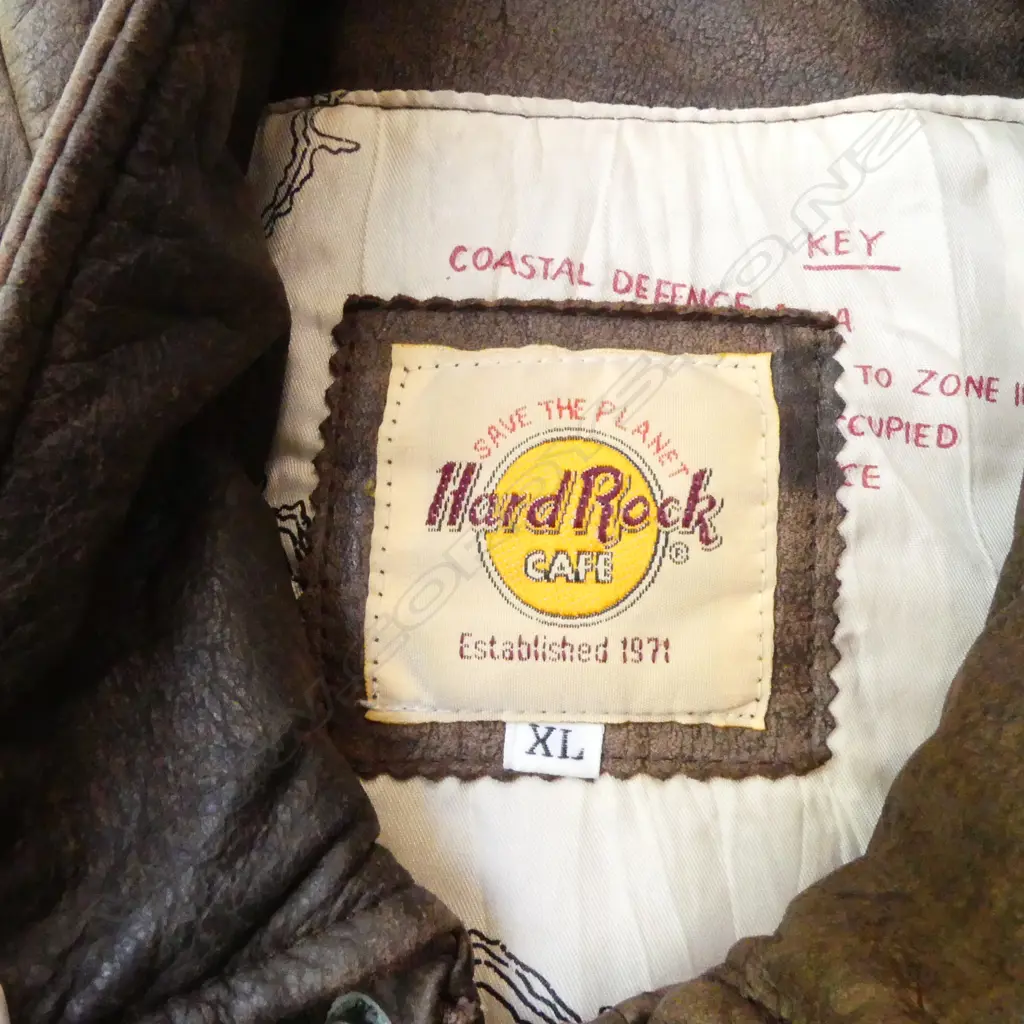 KEY
COASTAL DEFENCE
A
TO ZONE
CUPIED
CE
SAVE THE PLANET
Hard Rock
CAFE
®
Established 1971
XL